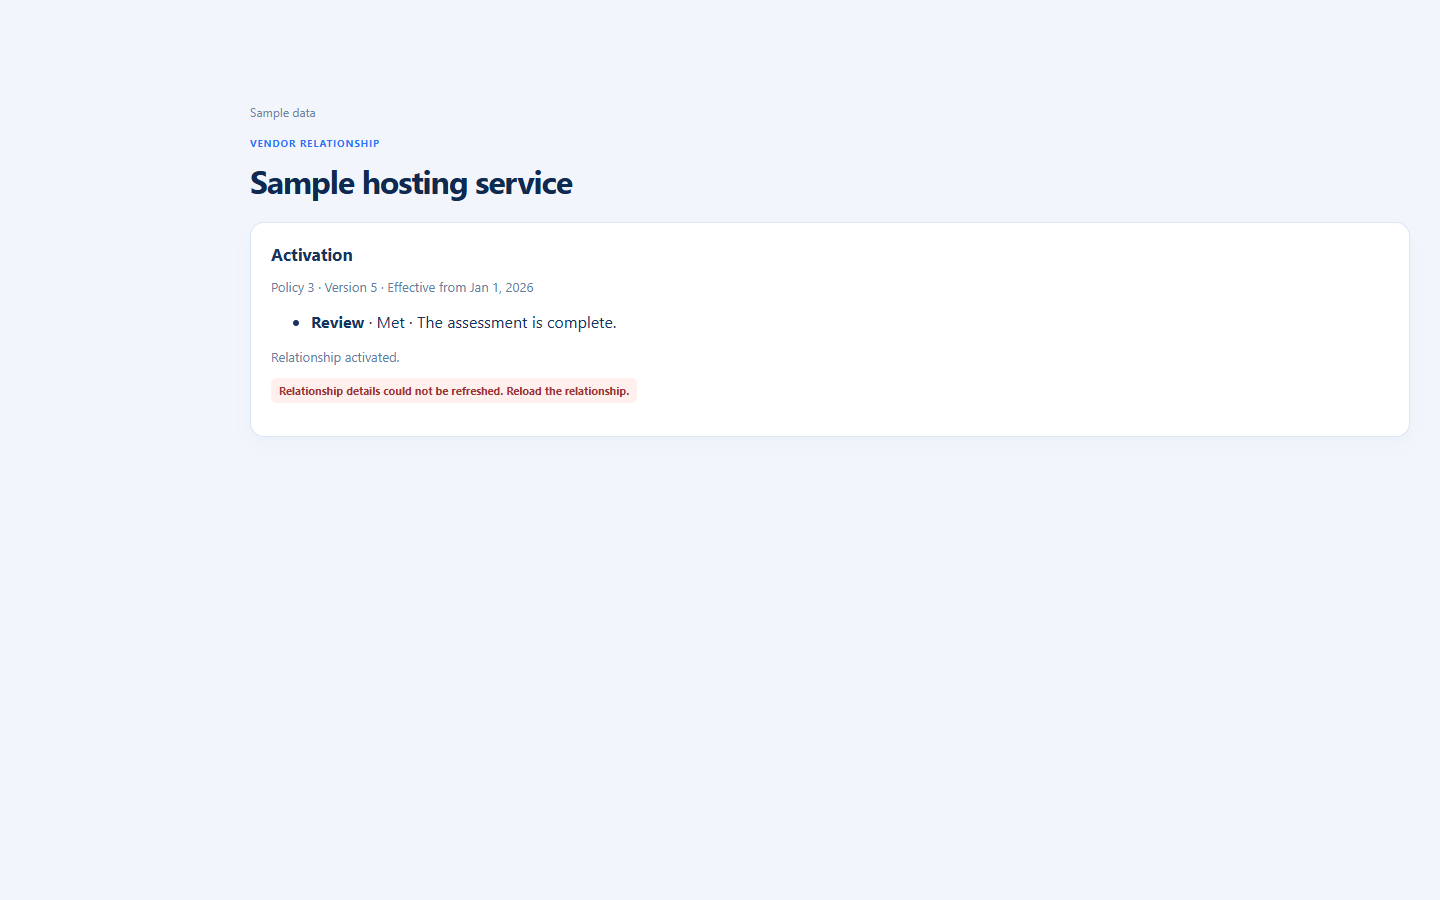 Sample data
VENDOR RELATIONSHIP
Sample hosting service
Activation
Policy 3 · Version 5 · Effective from Jan 1, 2026
• Review · Met · The assessment is complete.
Relationship activated.
Relationship details could not be refreshed. Reload the relationship.